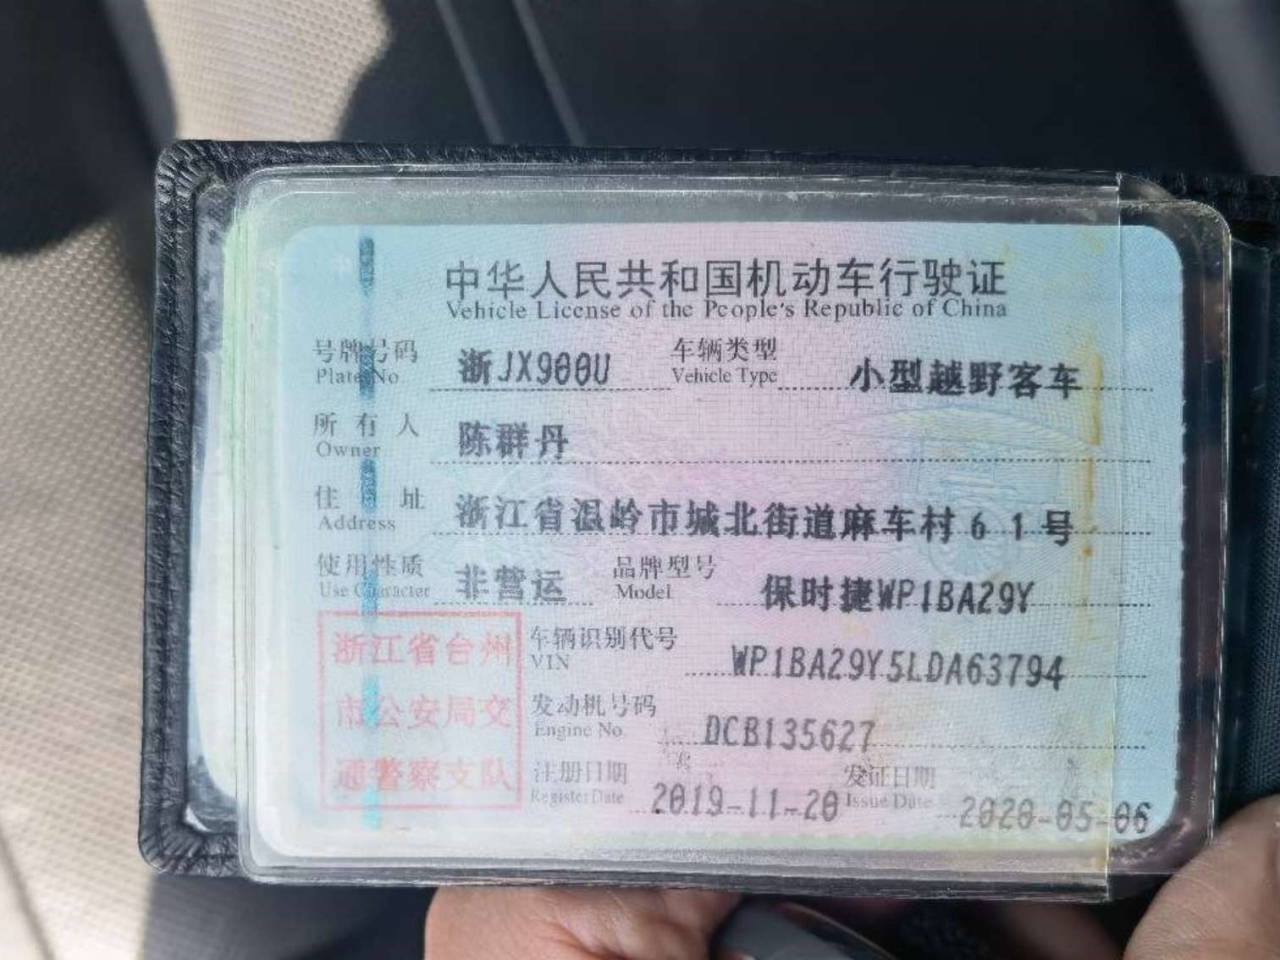 中华人民共和国机动车行驶证
Vehicle License of the People's Republic of China
号牌号码 浙JX900U 车辆类型 小型越野客车
Plate No. Vehicle Type
所有人 陈群丹
Owner
住址 浙江省温岭市城北街道麻车村61号
Address
使用性质 非营运 品牌型号 保时捷WP1BA29Y
Use Character Model
浙江省台州
市公安局交
通警察支队
车辆识别代号 WP1BA29Y5LDA63794
VIN
发动机号码 DCB135627
Engine No.
注册日期 2019-11-20 发证日期 2020-05-06
Register Date Issue Date